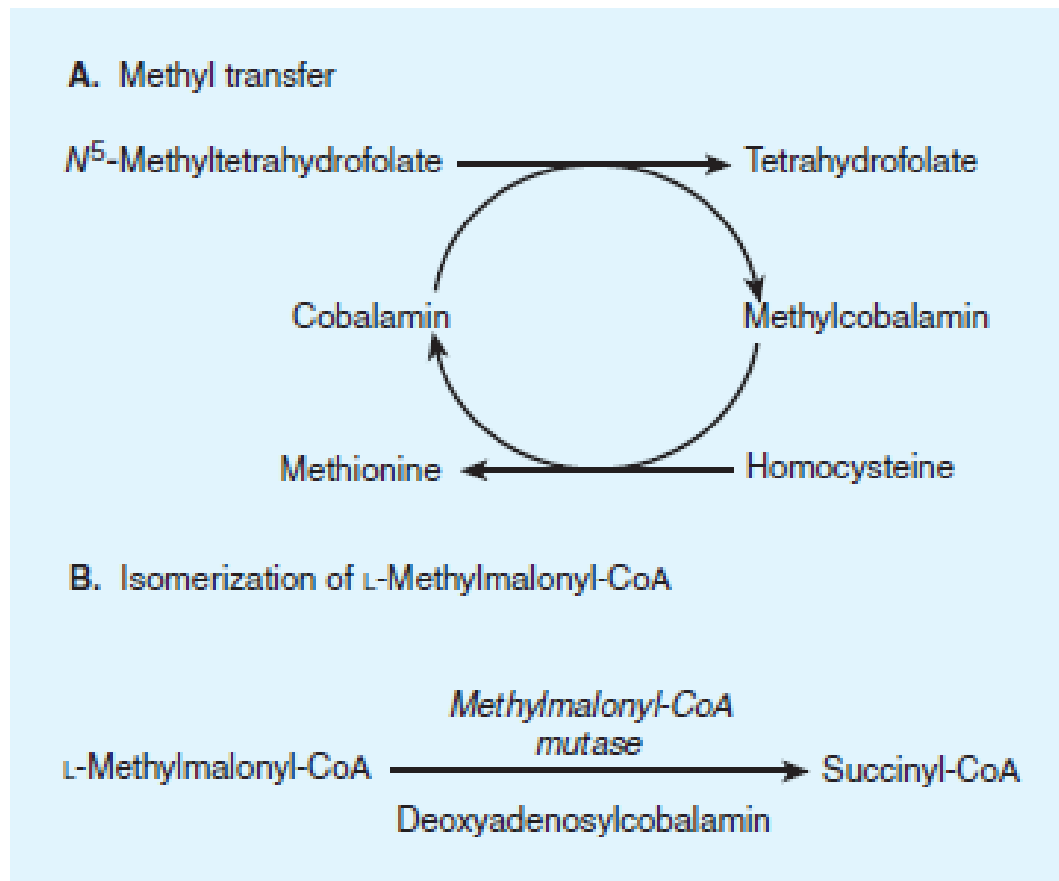 A. Methyl transfer
N⁵-Methyltetrahydrofolate Tetrahydrofolate
Cobalamin Methylcobalamin
Methionine Homocysteine
B. Isomerization of L-Methylmalonyl-CoA
Methylmalonyl-CoA
mutase
L-Methylmalonyl-CoA Succinyl-CoA
Deoxyadenosylcobalamin